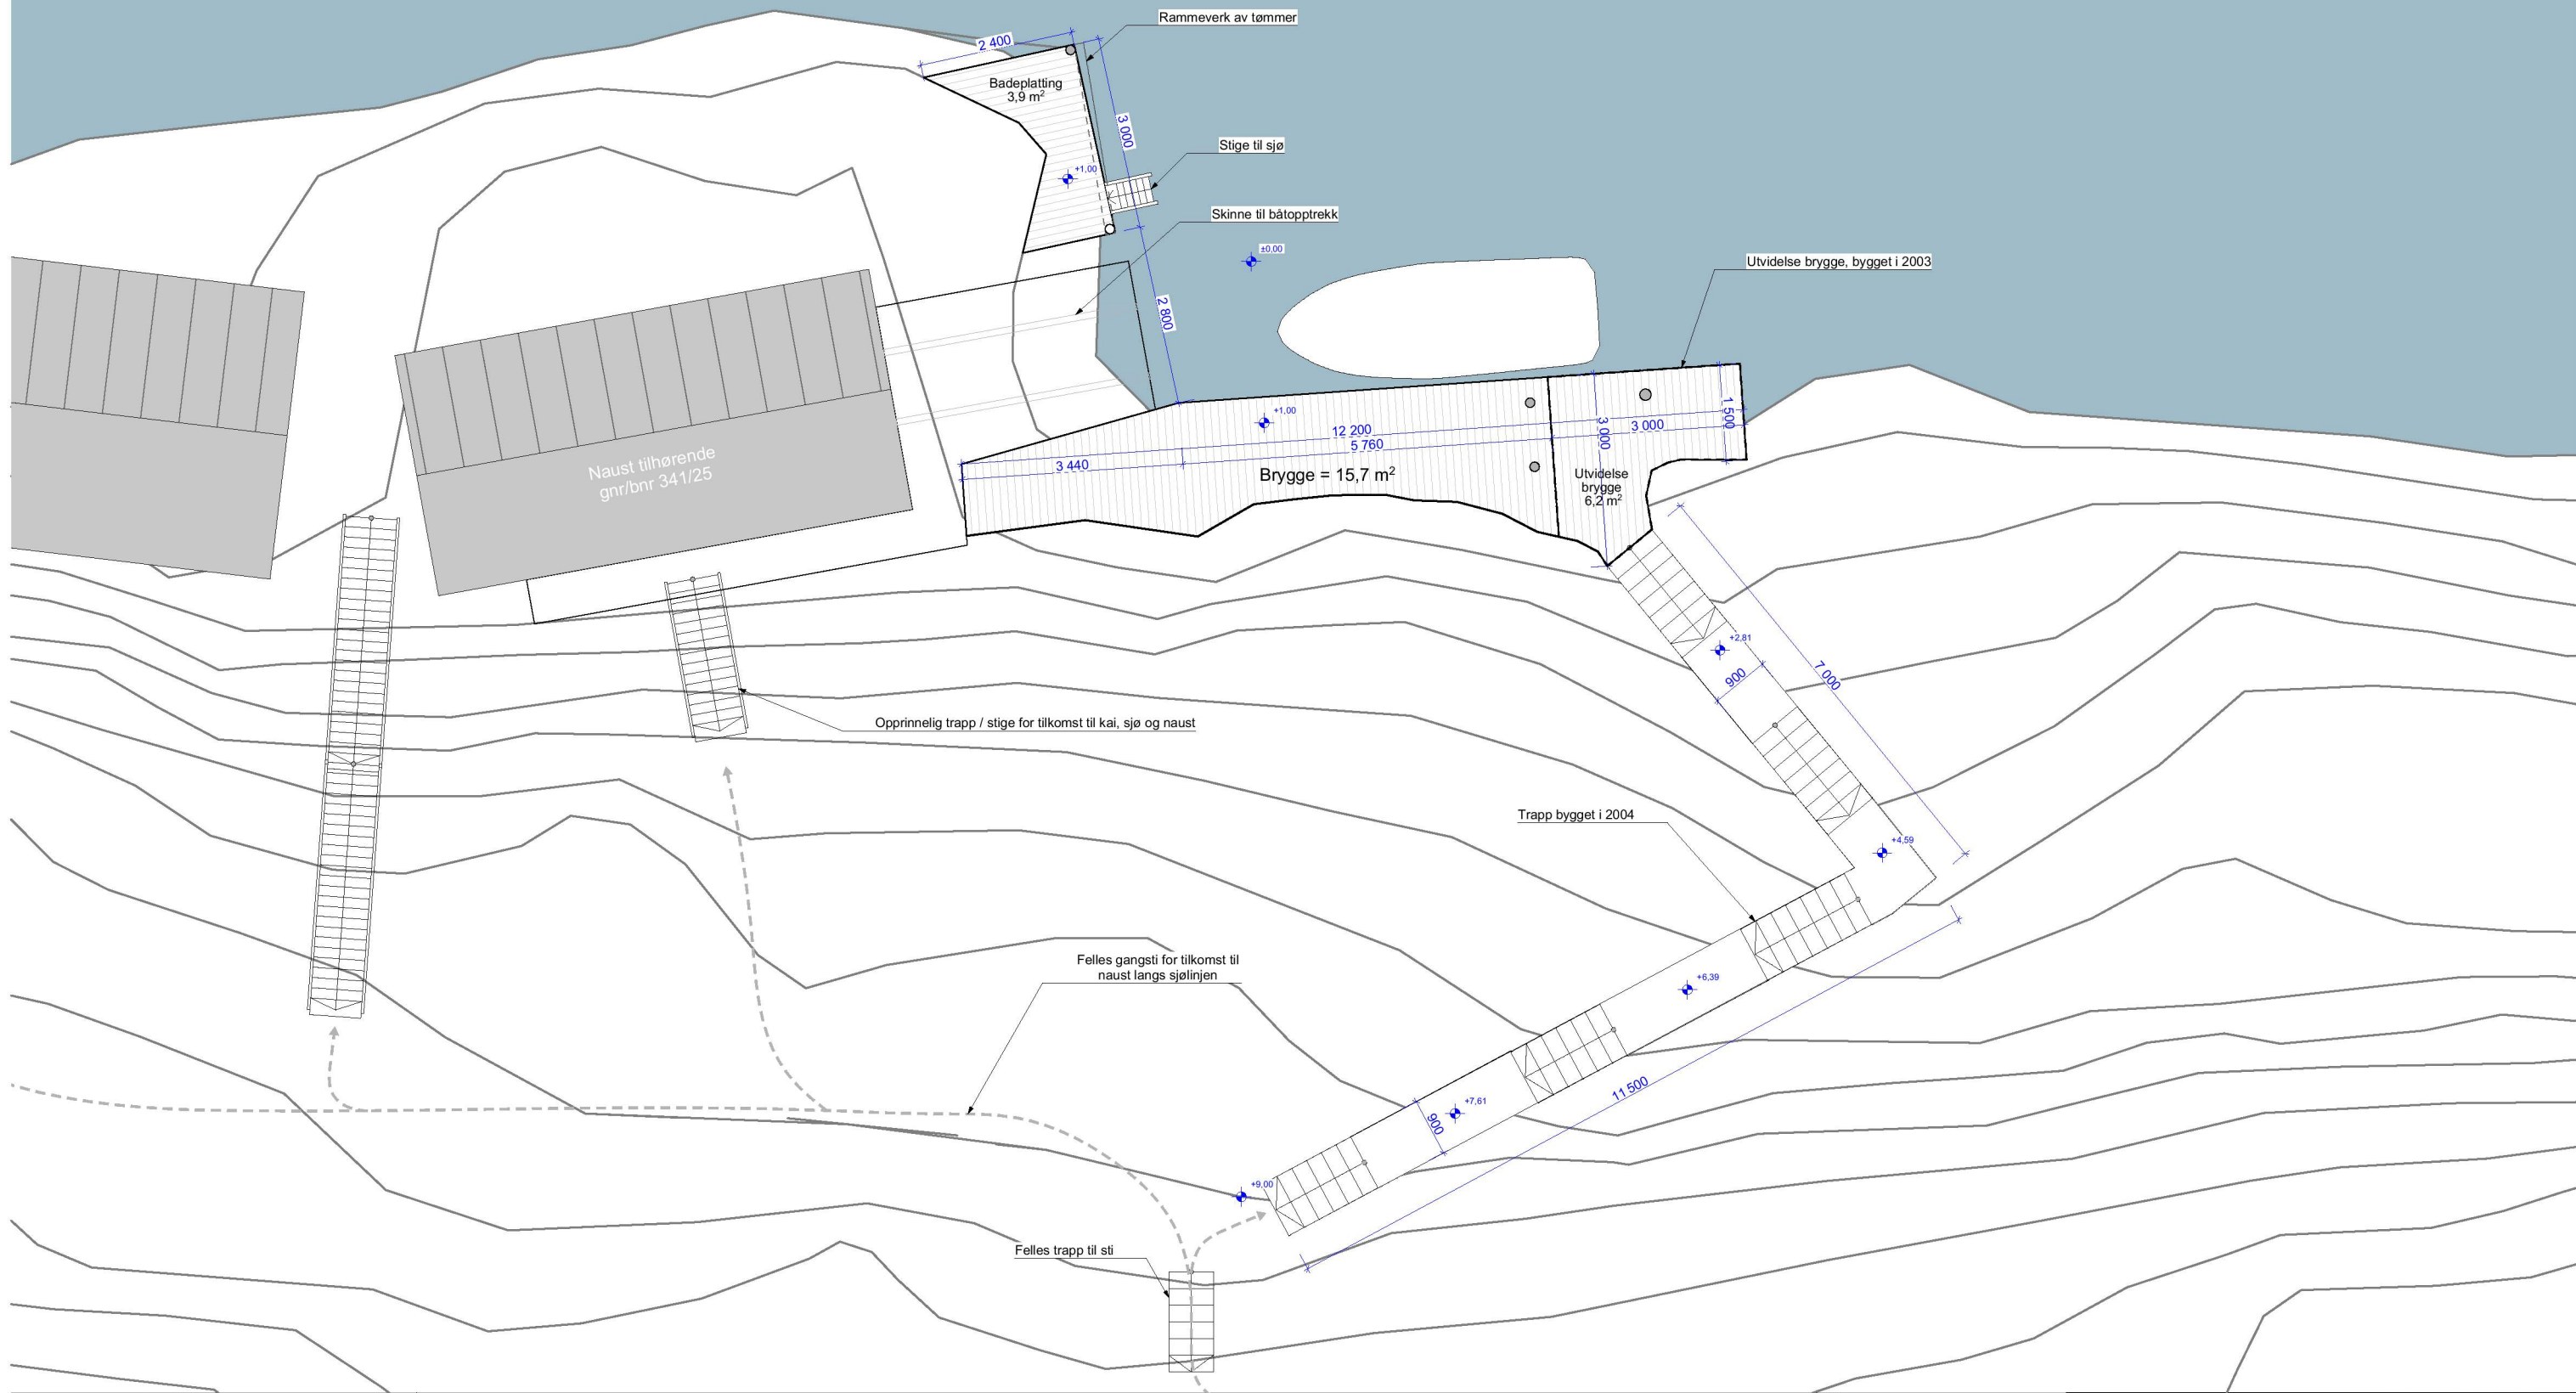 Rammeverk av tømmer
2 400
Badeplatting
3,9 m²
3 000
Stige til sjø
+1,00
Skinne til båtopptrekk
±0,00
Utvidelse brygge, bygget i 2003
2 800
+1,00
12 200
5 760
3 440
3 000
3 000
1 500
Brygge = 15,7 m²
Utvidelse
brygge
6,2 m²
Naust tilhørende
gnr/bnr 341/25
+2,81
900
7 000
Opprinnelig trapp / stige for tilkomst til kai, sjø og naust
Trapp bygget i 2004
+4,59
Felles gangsti for tilkomst til
naust langs sjølinjen
+6,39
11 500
+7,61
900
+9,00
Felles trapp til sti